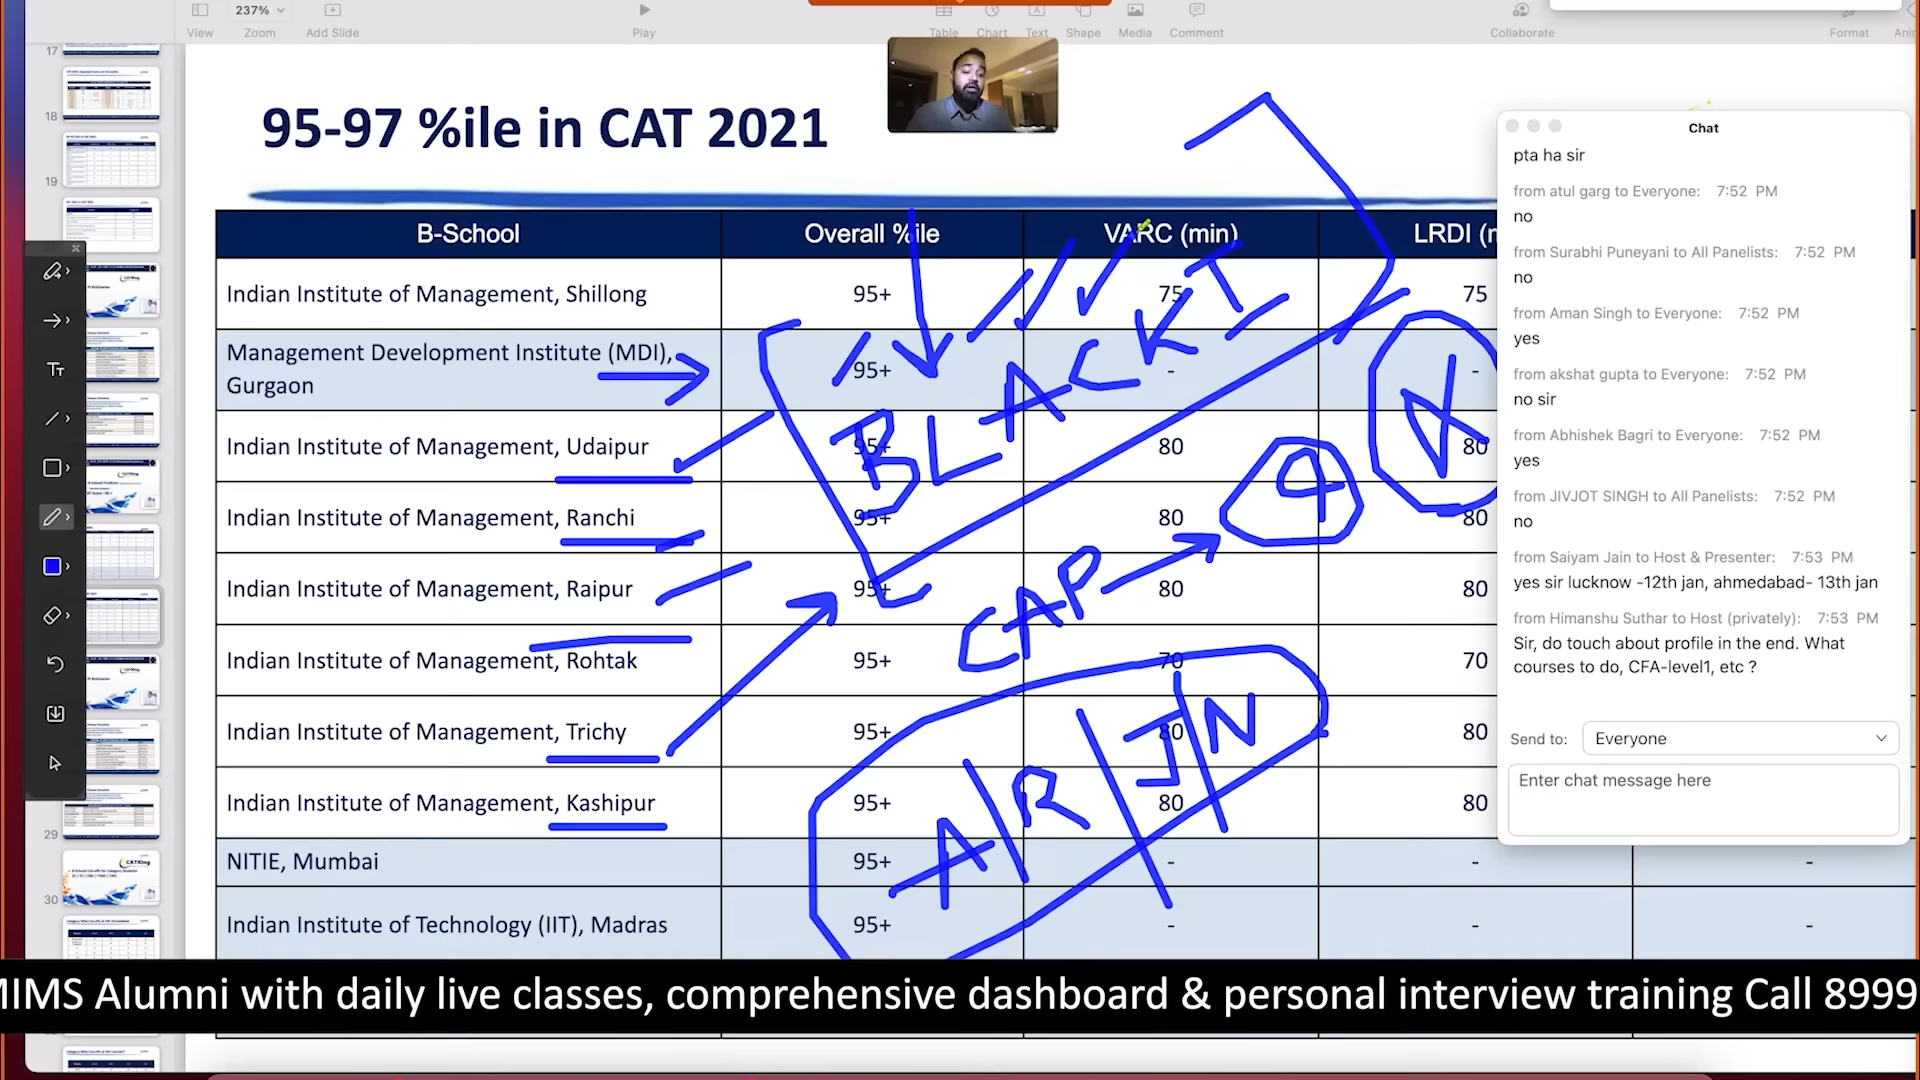 237%
View
Zoom
Add Slide
Play
Table
Chart
Text
Shape
Media
Comment
Collaborate
Format
17
18
19
29
30
95-97 %ile in CAT 2021
B-School Overall %ile VARC (min) LRDI
Indian Institute of Management, Shillong 95+ 75 75
Management Development Institute (MDI), Gurgaon 95+ - -
Indian Institute of Management, Udaipur 95+ 80 80
Indian Institute of Management, Ranchi 95+ 80 80
Indian Institute of Management, Raipur 95+ 80 80
Indian Institute of Management, Rohtak 95+ 70 70
Indian Institute of Management, Trichy 95+ 80 80
Indian Institute of Management, Kashipur 95+ 80 80
NITIE, Mumbai 95+ - - -
Indian Institute of Technology (IIT), Madras 95+ - - -
BLACKI
CAP
4
A/R/J/N
Chat
pta ha sir
from atul garg to Everyone: 7:52 PM
no
from Surabhi Puneyani to All Panelists: 7:52 PM
no
from Aman Singh to Everyone: 7:52 PM
yes
from akshat gupta to Everyone: 7:52 PM
no sir
from Abhishek Bagri to Everyone: 7:52 PM
yes
from JIVJOT SINGH to All Panelists: 7:52 PM
no
from Saiyam Jain to Host & Presenter: 7:53 PM
yes sir lucknow -12th jan, ahmedabad- 13th jan
from Himanshu Suthar to Host (privately): 7:53 PM
Sir, do touch about profile in the end. What
courses to do, CFA-level1, etc ?
Send to: Everyone
Enter chat message here
MIMS Alumni with daily live classes, comprehensive dashboard & personal interview training Call 8999